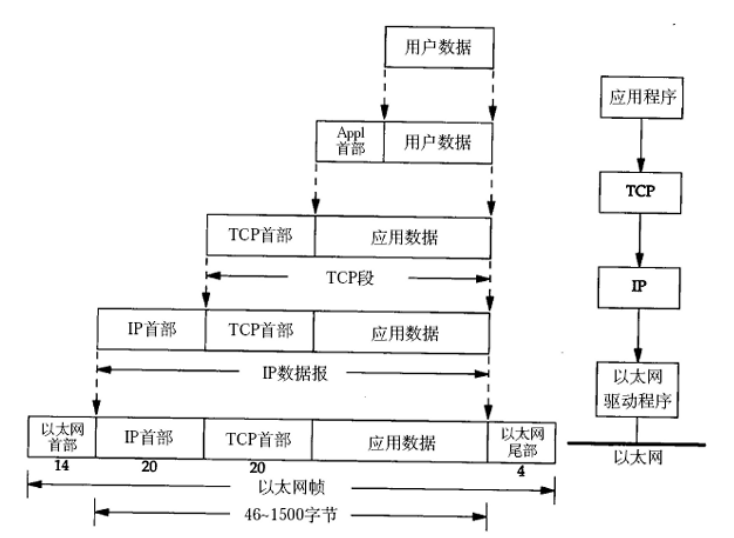 用户数据
应用程序
Appl
首部
用户数据
TCP
TCP首部
应用数据
TCP段
IP
IP首部
TCP首部
应用数据
IP数据报
以太网
驱动程序
以太网
首部
IP首部
TCP首部
应用数据
以太网
尾部
以太网
14
20
20
4
以太网帧
46~1500字节